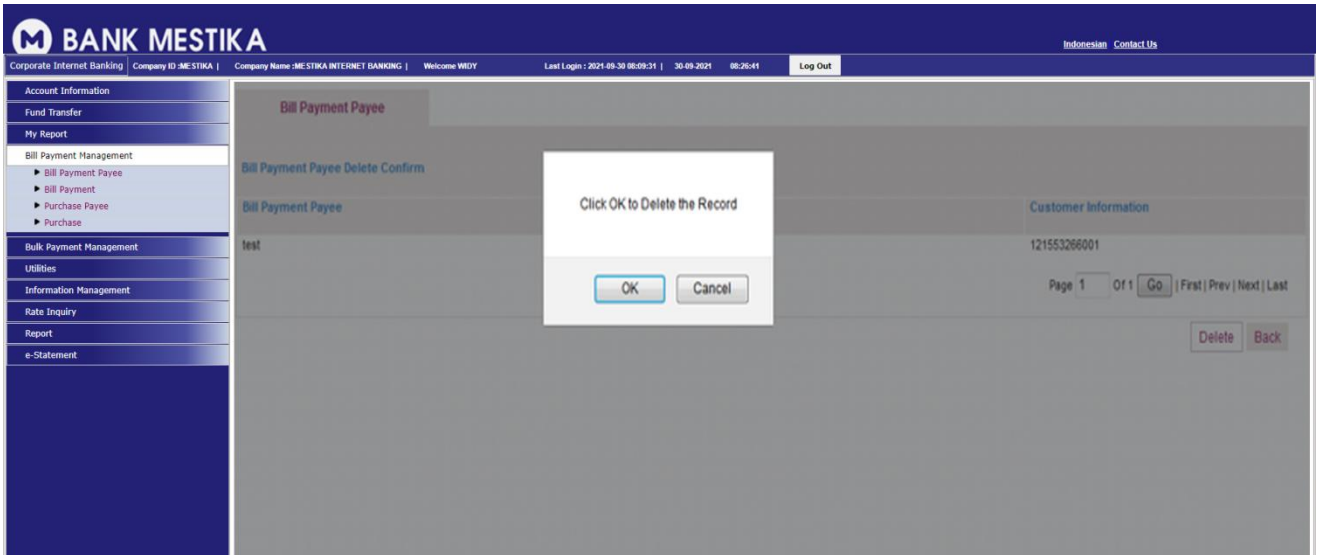 BANK MESTIKA
Indonesian Contact Us
Corporate Internet Banking Company ID :MESTIKA | Company Name :MESTIKA INTERNET BANKING | Welcome WIDY Last Login : 2021-09-30 08:09:31 | 30-09-2021 08:26:41 Log Out
Account Information
Fund Transfer
My Report
Bill Payment Management
Bill Payment Payee
Bill Payment
Purchase Payee
Purchase
Bulk Payment Management
Utilities
Information Management
Rate Inquiry
Report
e-Statement
Bill Payment Payee
Bill Payment Payee Delete Confirm
Bill Payment Payee Customer Information
test 121553266001
Page 1 Of 1 Go | First | Prev | Next | Last
Delete Back
Click OK to Delete the Record
OK Cancel